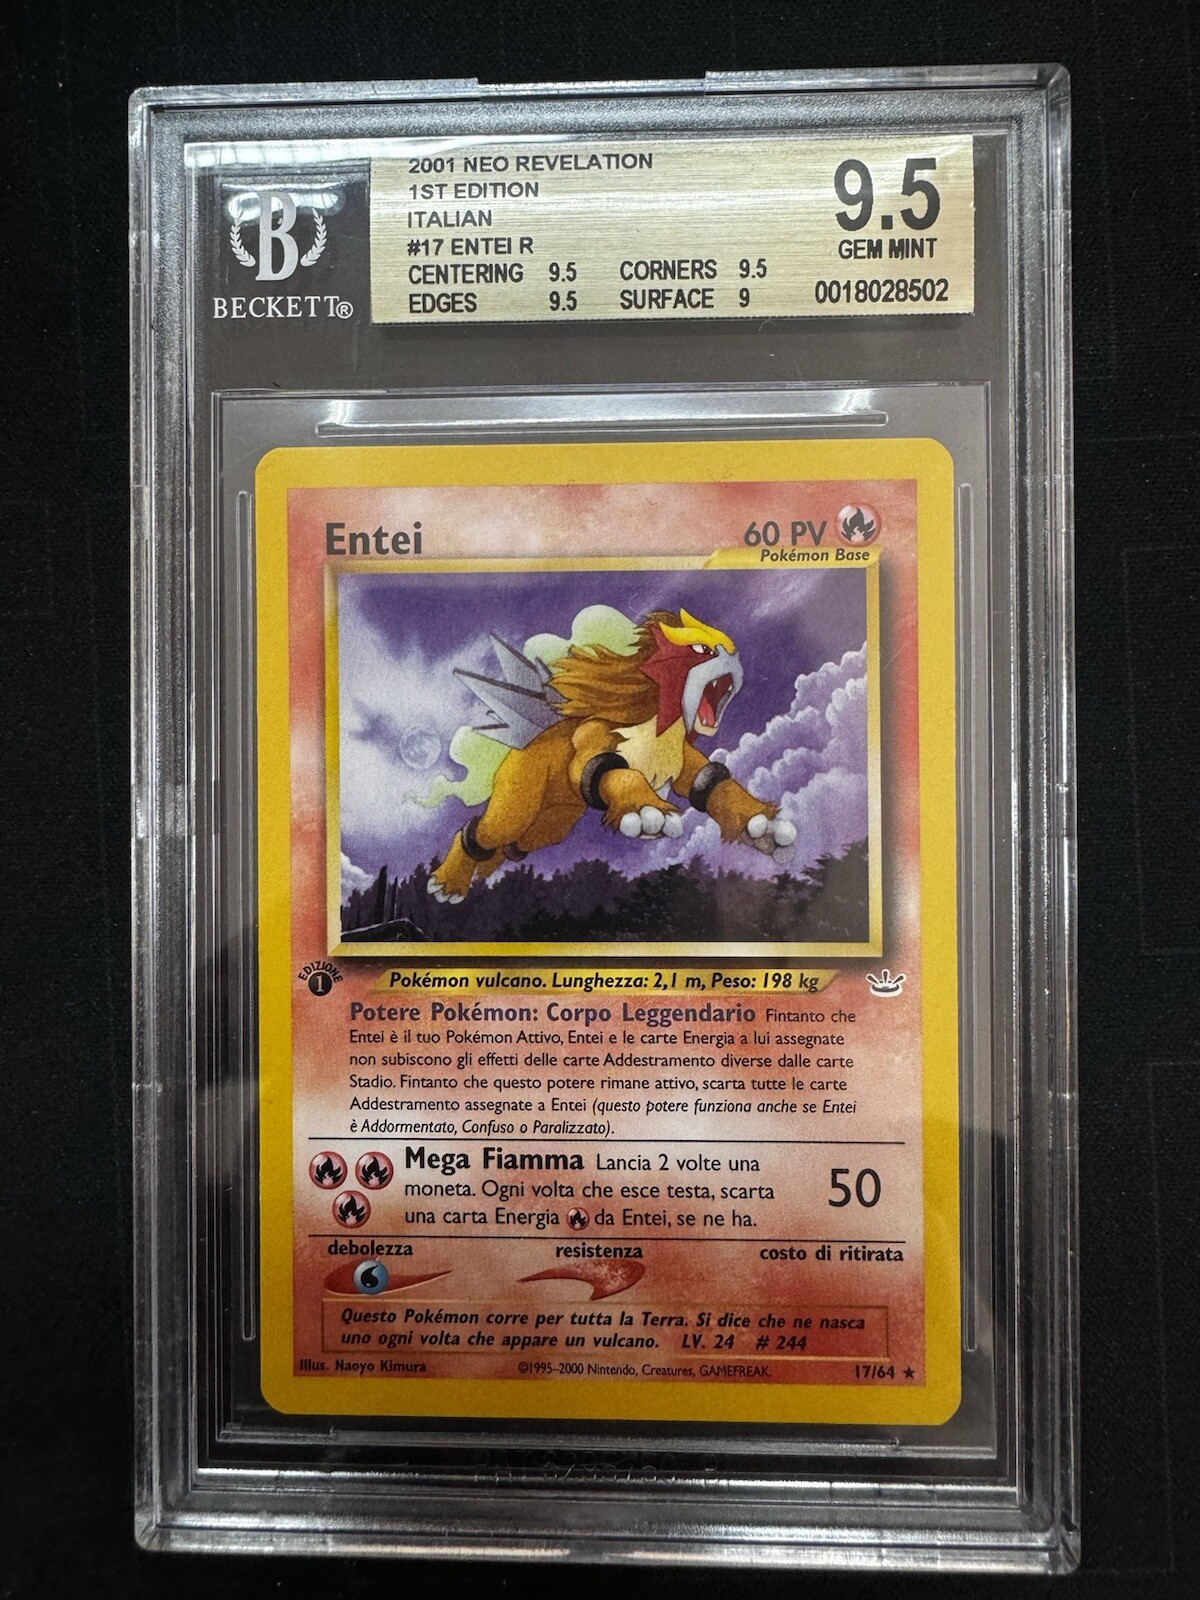 2001 NEO REVELATION
1ST EDITION
ITALIAN
#17 ENTEI R
CENTERING 9.5 CORNERS 9.5
EDGES 9.5 SURFACE 9
9.5
GEM MINT
0018028502
B
BECKETT®
Entei 60 PV
Pokémon Base
EDIZIONE
1
Pokémon vulcano. Lunghezza: 2,1 m, Peso: 198 kg
Potere Pokémon: Corpo Leggendario Fintanto che
Entei è il tuo Pokémon Attivo, Entei e le carte Energia a lui assegnate
non subiscono gli effetti delle carte Addestramento diverse dalle carte
Stadio. Fintanto che questo potere rimane attivo, scarta tutte le carte
Addestramento assegnate a Entei (questo potere funziona anche se Entei
è Addormentato, Confuso o Paralizzato).
Mega Fiamma Lancia 2 volte una
moneta. Ogni volta che esce testa, scarta
una carta Energia da Entei, se ne ha.
50
debolezza resistenza costo di ritirata
Questo Pokémon corre per tutta la Terra. Si dice che ne nasca
uno ogni volta che appare un vulcano. LV. 24 # 244
Illus. Naoyo Kimura ©1995-2000 Nintendo, Creatures, GAMEFREAK. 17/64 ★